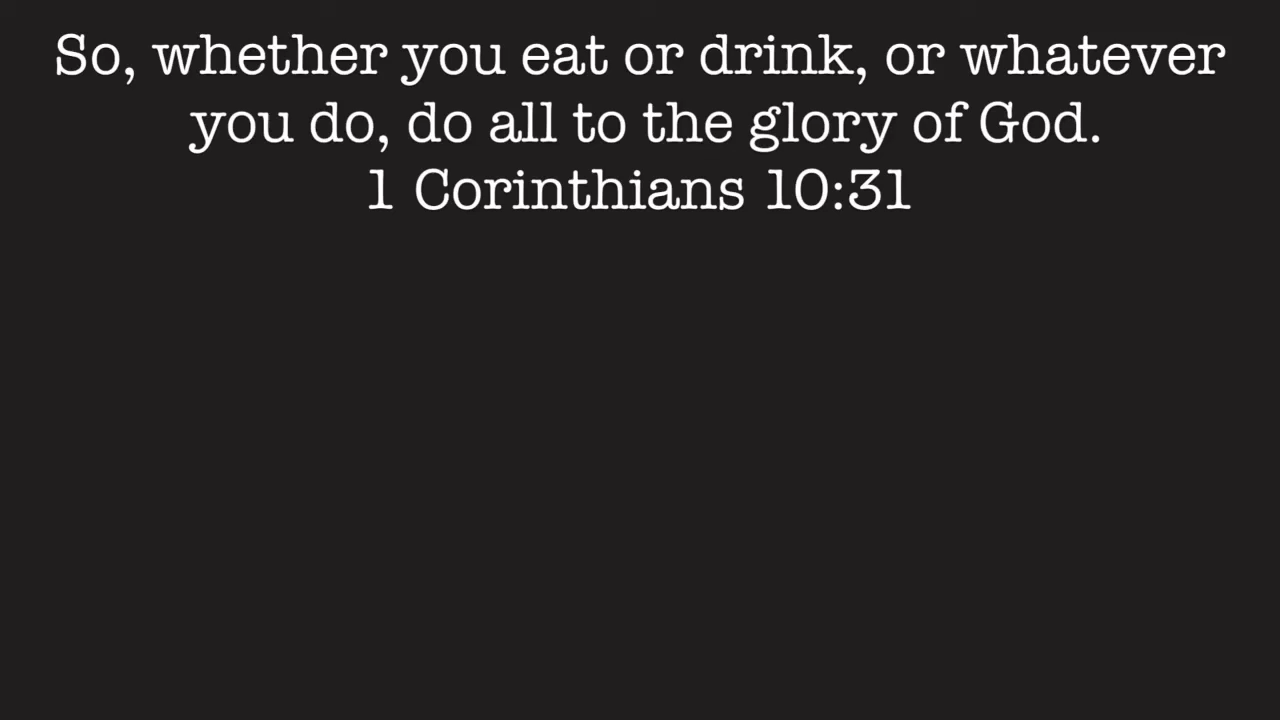 So, whether you eat or drink, or whatever
you do, do all to the glory of God.
1 Corinthians 10:31